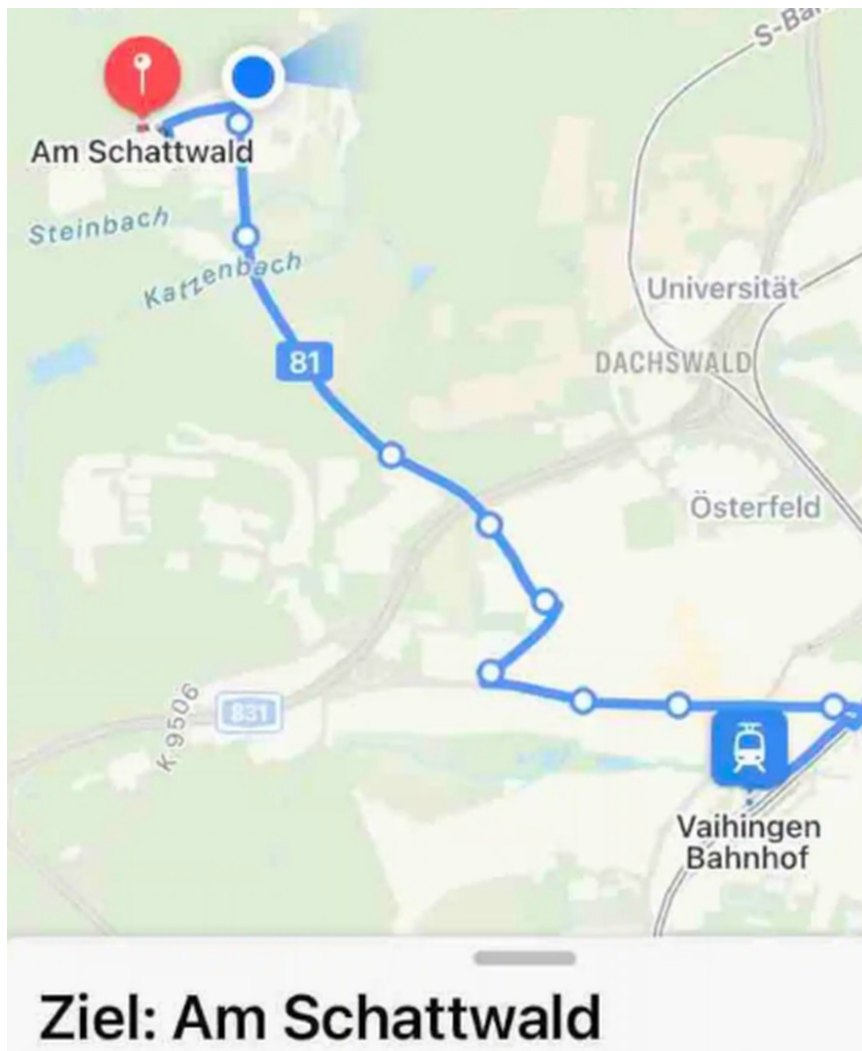 S-Ba
Am Schattwald
Steinbach
Katzenbach
Universität
81
DACHSWALD
Österfeld
K 9506
831
Vaihingen
Bahnhof
Ziel: Am Schattwald